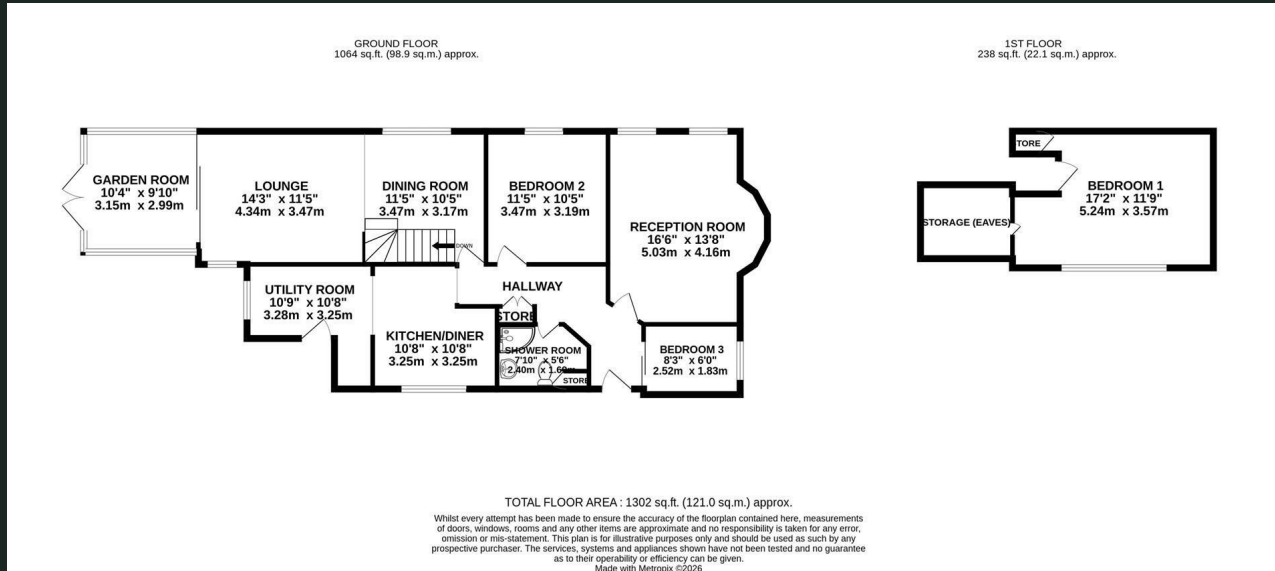 GROUND FLOOR
1064 sq.ft. (98.9 sq.m.) approx.
1ST FLOOR
238 sq.ft. (22.1 sq.m.) approx.
GARDEN ROOM
10'4" x 9'10"
3.15m x 2.99m
LOUNGE
14'3" x 11'5"
4.34m x 3.47m
DINING ROOM
11'5" x 10'5"
3.47m x 3.17m
DOWN
BEDROOM 2
11'5" x 10'5"
3.47m x 3.19m
RECEPTION ROOM
16'6" x 13'8"
5.03m x 4.16m
UTILITY ROOM
10'9" x 10'8"
3.28m x 3.25m
KITCHEN/DINER
10'8" x 10'8"
3.25m x 3.25m
HALLWAY
STORE
SHOWER ROOM
7'10" x 5'6"
2.40m x
STORE
BEDROOM 3
8'3" x 6'0"
2.52m x 1.83m
TORE
BEDROOM 1
17'2" x 11'9"
5.24m x 3.57m
STORAGE (EAVES)
TOTAL FLOOR AREA : 1302 sq.ft. (121.0 sq.m.) approx.
Whilst every attempt has been made to ensure the accuracy of the floorplan contained here, measurements
of doors, windows, rooms and any other items are approximate and no responsibility is taken for any error,
omission or mis-statement. This plan is for illustrative purposes only and should be used as such by any
prospective purchaser. The services, systems and appliances shown have not been tested and no guarantee
as to their operability or efficiency can be given.
Made with Metropix ©2026